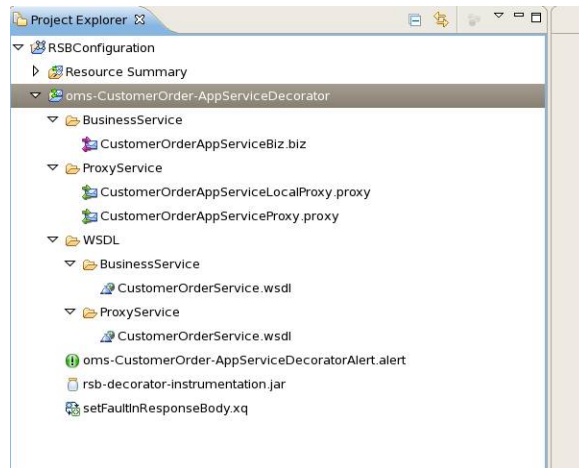 Project Explorer
RSBConfiguration
Resource Summary
oms-CustomerOrder-AppServiceDecorator
BusinessService
CustomerOrderAppServiceBiz.biz
ProxyService
CustomerOrderAppServiceLocalProxy.proxy
CustomerOrderAppServiceProxy.proxy
WSDL
BusinessService
CustomerOrderService.wsdl
ProxyService
CustomerOrderService.wsdl
oms-CustomerOrder-AppServiceDecoratorAlert.alert
rsb-decorator-instrumentation.jar
setFaultInResponseBody.xq